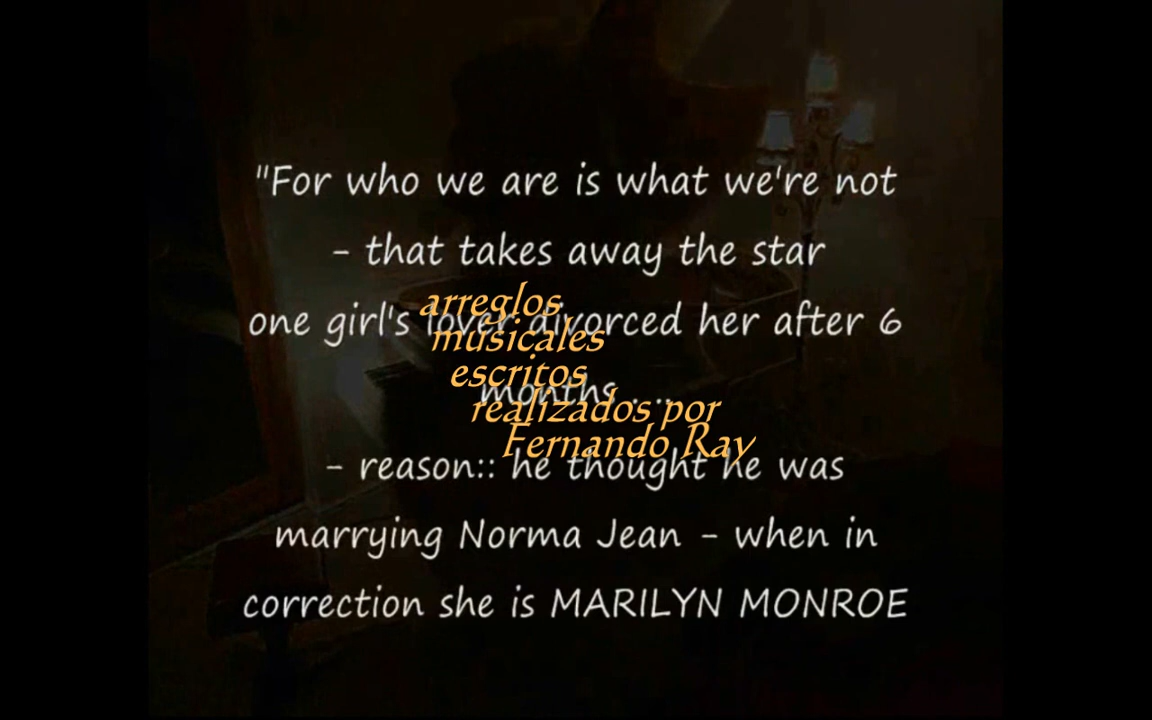 "For who we are is what we're not
- that takes away the star
one girl's lover divorced her after 6
months . . .
- reason:: he thought he was
marrying Norma Jean - when in
correction she is MARILYN MONROE
arreglos
musicales
escritos
realizados por
Fernando Ray